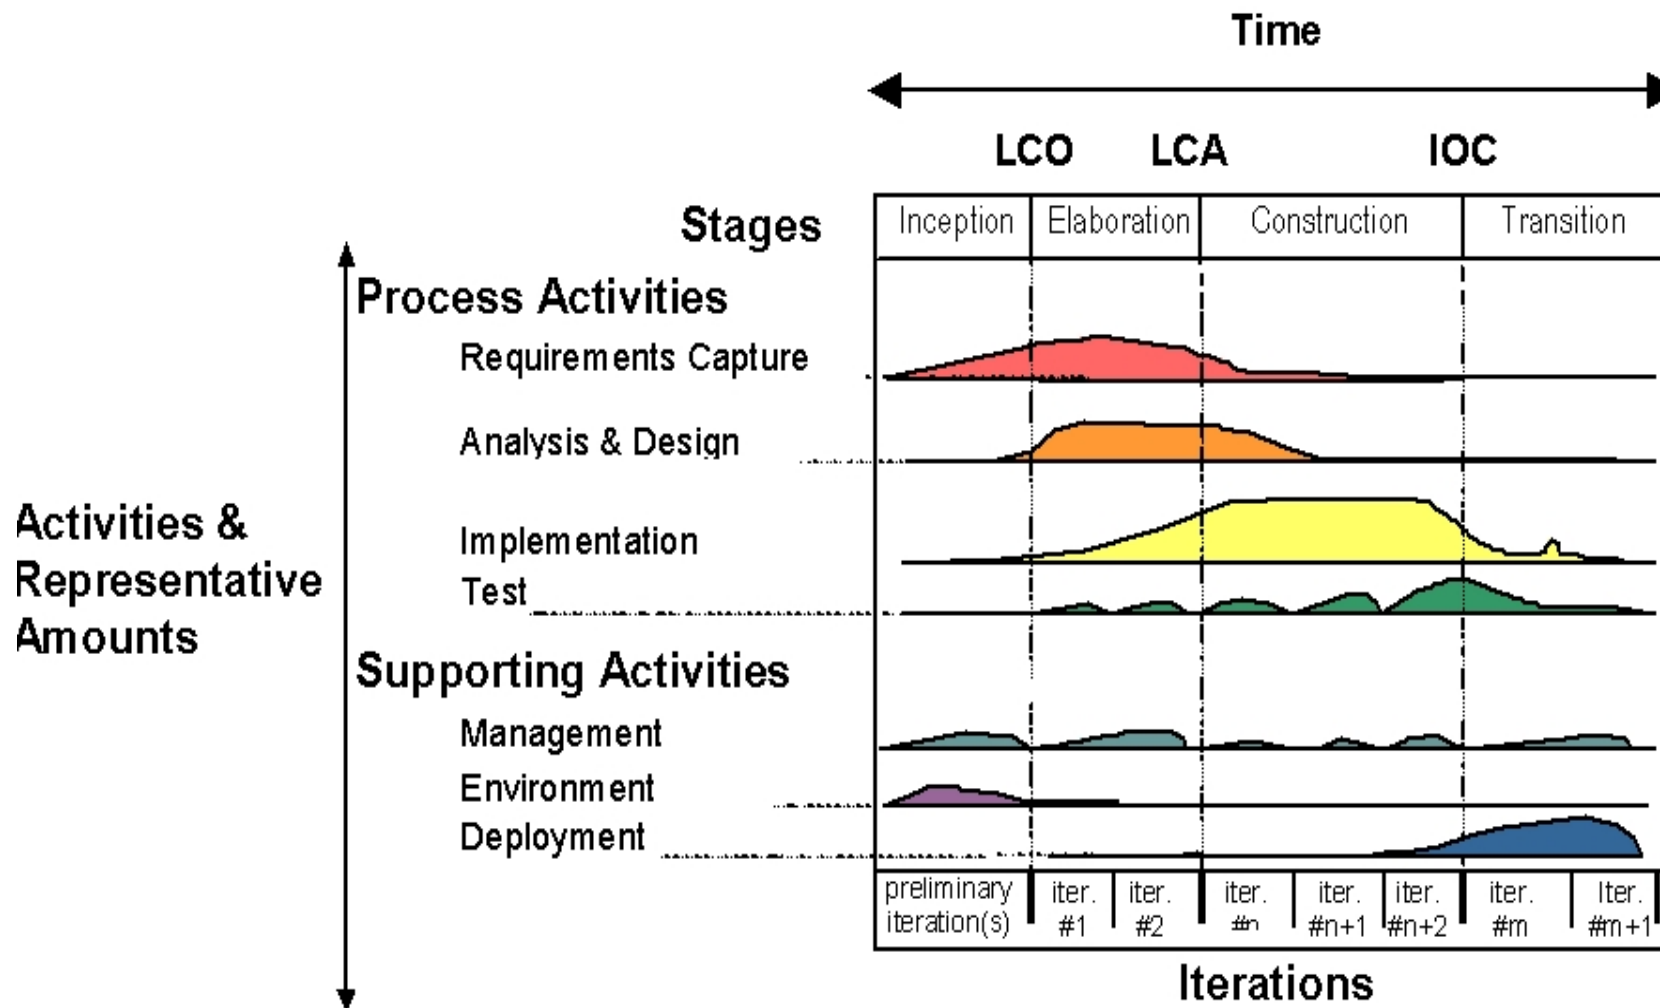 Time
LCO LCA IOC
Stages Inception Elaboration Construction Transition
Process Activities
Requirements Capture
Analysis & Design
Implementation
Test
Activities &
Representative
Amounts
Supporting Activities
Management
Environment
Deployment
preliminary iter. iter. iter. iter. iter. iter. Iter.
iteration(s) #1 #2 #n #n+1 #n+2 #m #m+1
Iterations